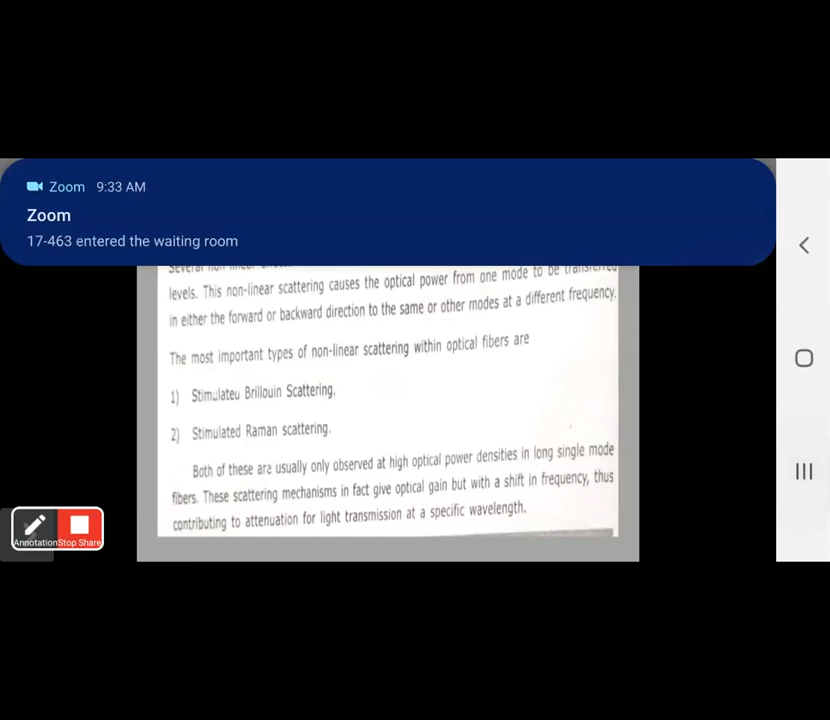 Zoom 9:33 AM
Zoom
17-463 entered the waiting room
Several non
levels. This non-linear scattering causes the optical power from one mode to be transferred
in either the forward or backward direction to the same or other modes at a different frequency.
The most important types of non-linear scattering within optical fibers are
1) Stimulated Brillouin Scattering.
2) Stimulated Raman scattering.
Both of these are usually only observed at high optical power densities in long single mode
fibers. These scattering mechanisms in fact give optical gain but with a shift in frequency, thus
contributing to attenuation for light transmission at a specific wavelength.
Annotation Stop Share